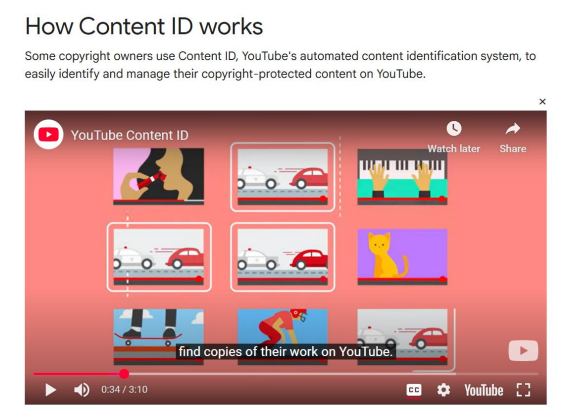 How Content ID works
Some copyright owners use Content ID, YouTube's automated content identification system, to
easily identify and manage their copyright-protected content on YouTube.
YouTube Content ID
Watch later
Share
find copies of their work on YouTube.
0:34 / 3:10
CC
YouTube